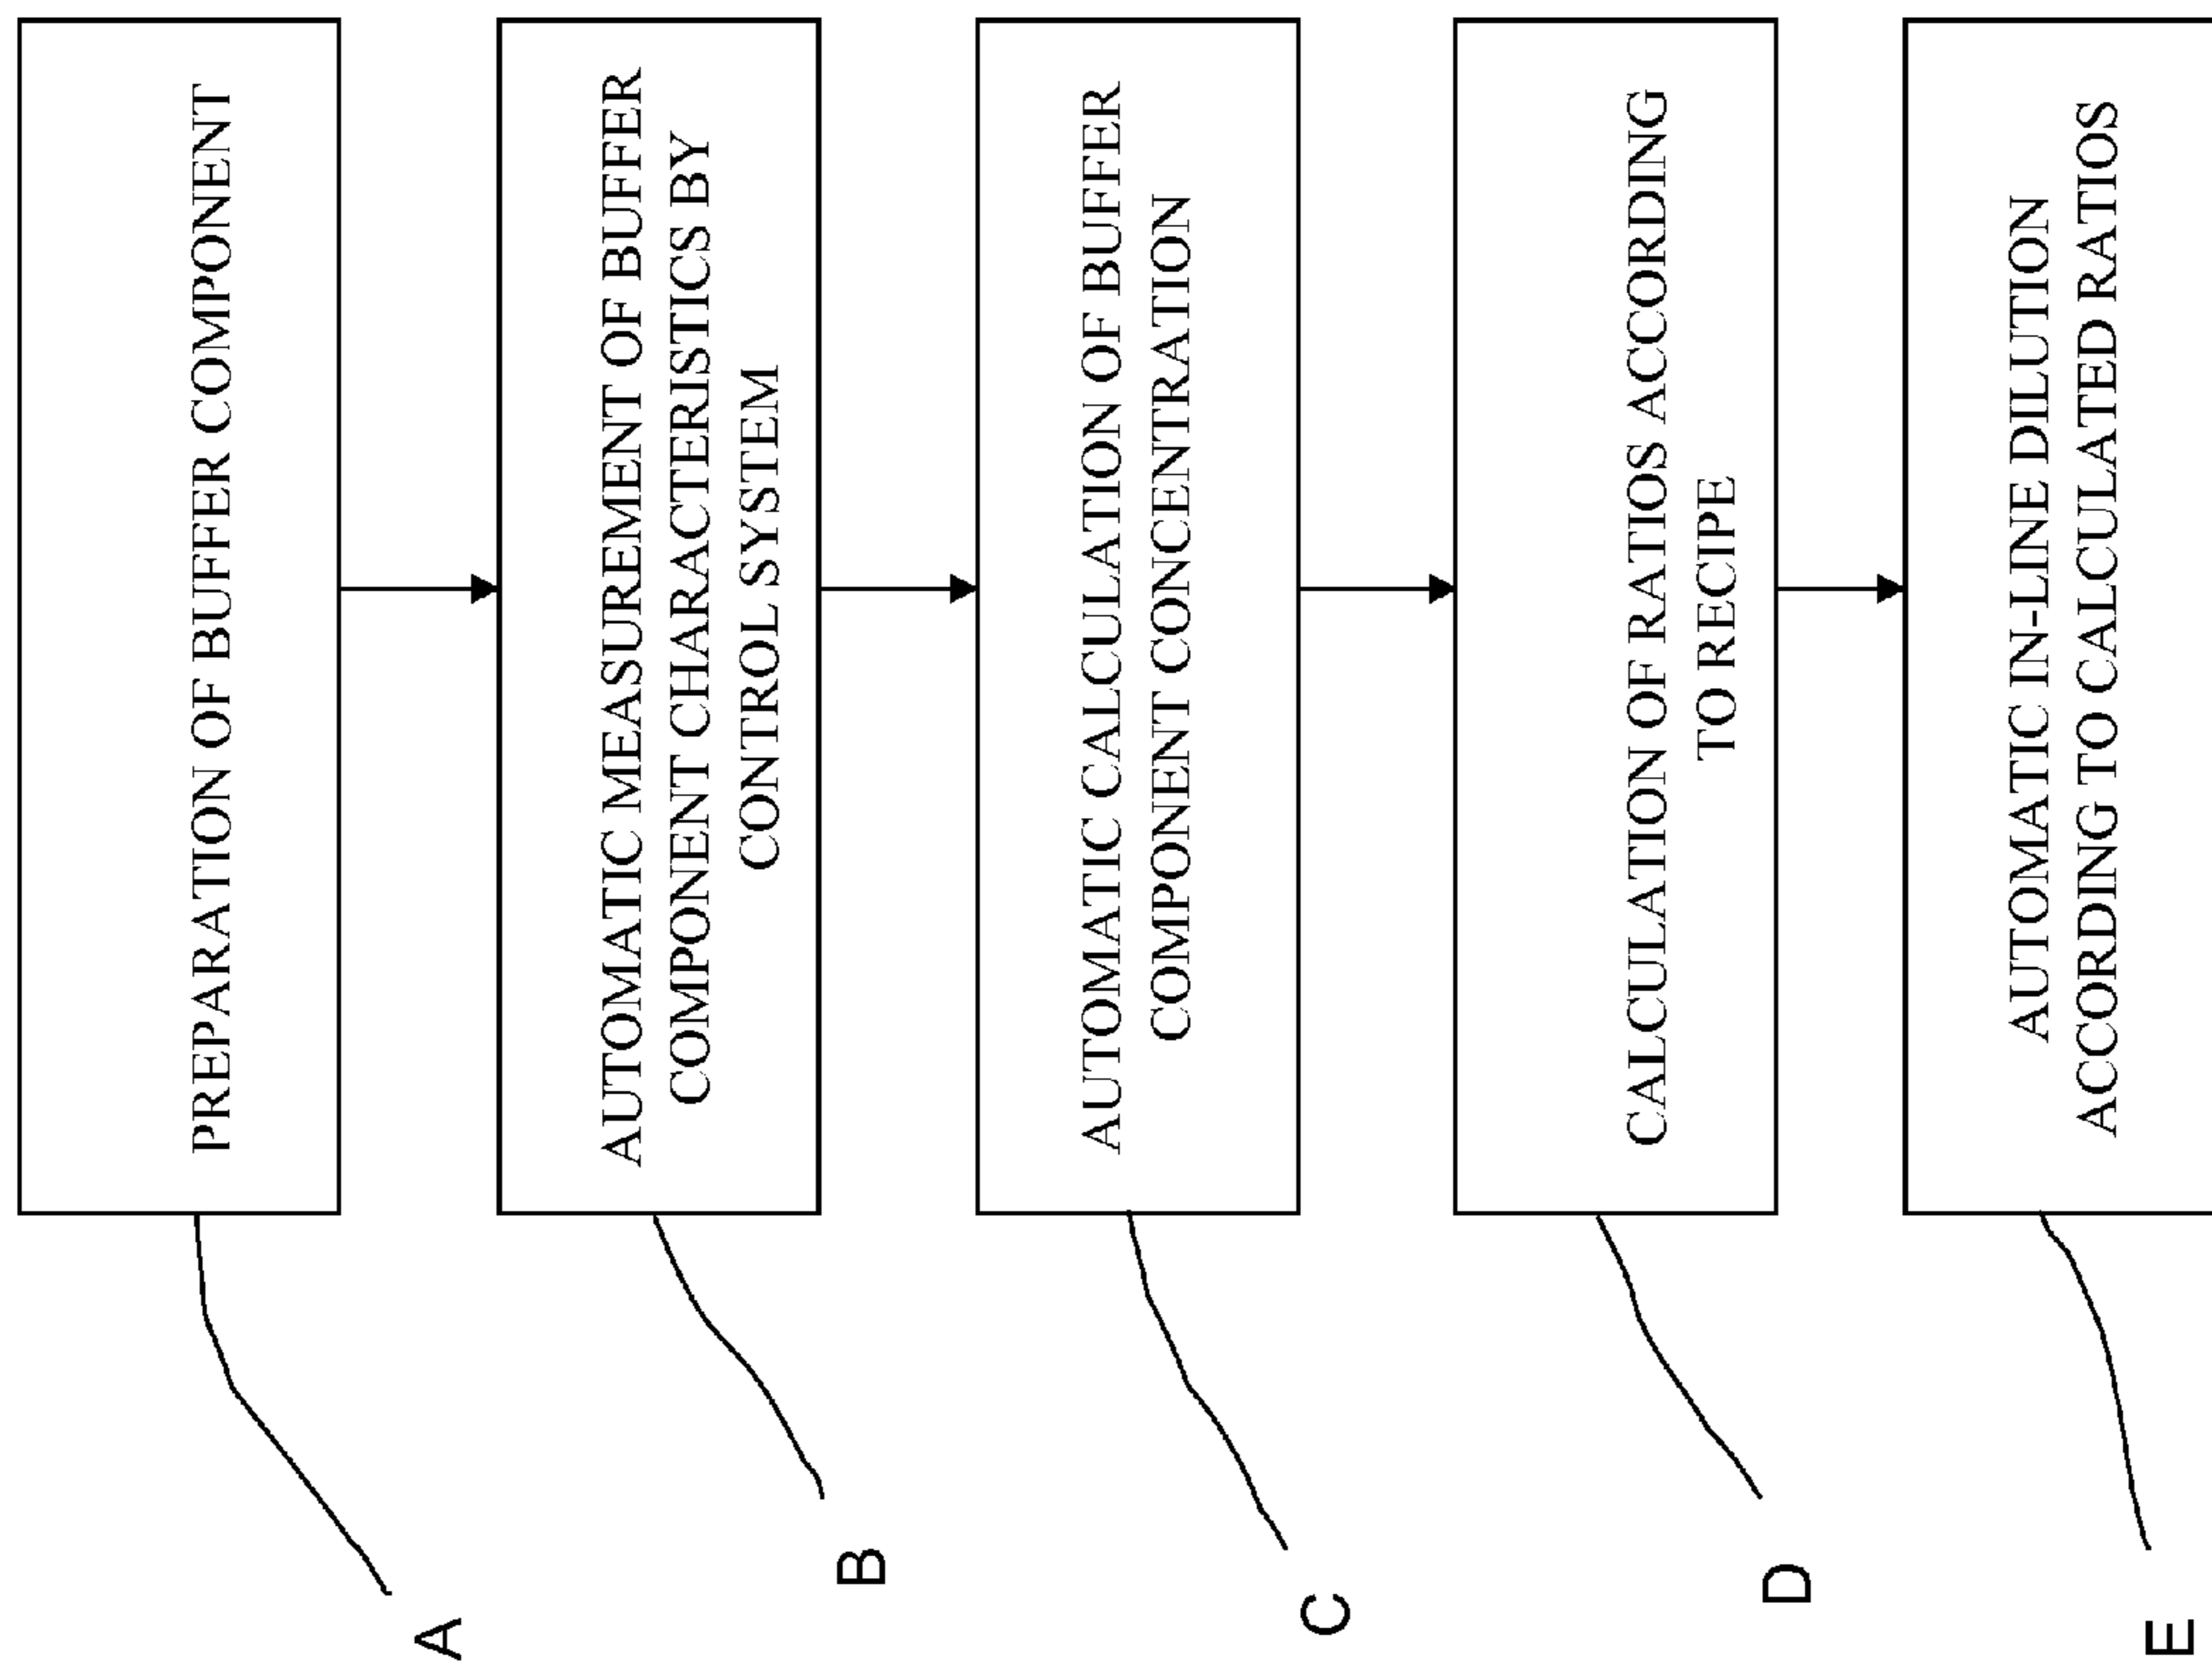 A
PREPARATION OF BUFFER COMPONENT
B
AUTOMATIC MEASUREMENT OF BUFFER
COMPONENT CHARACTERISTICS BY
CONTROL SYSTEM
C
AUTOMATIC CALCULATION OF BUFFER
COMPONENT CONCENTRATION
D
CALCULATION OF RATIOS ACCORDING
TO RECIPE
E
AUTOMATIC IN-LINE DILUTION
ACCORDING TO CALCULATED RATIOS